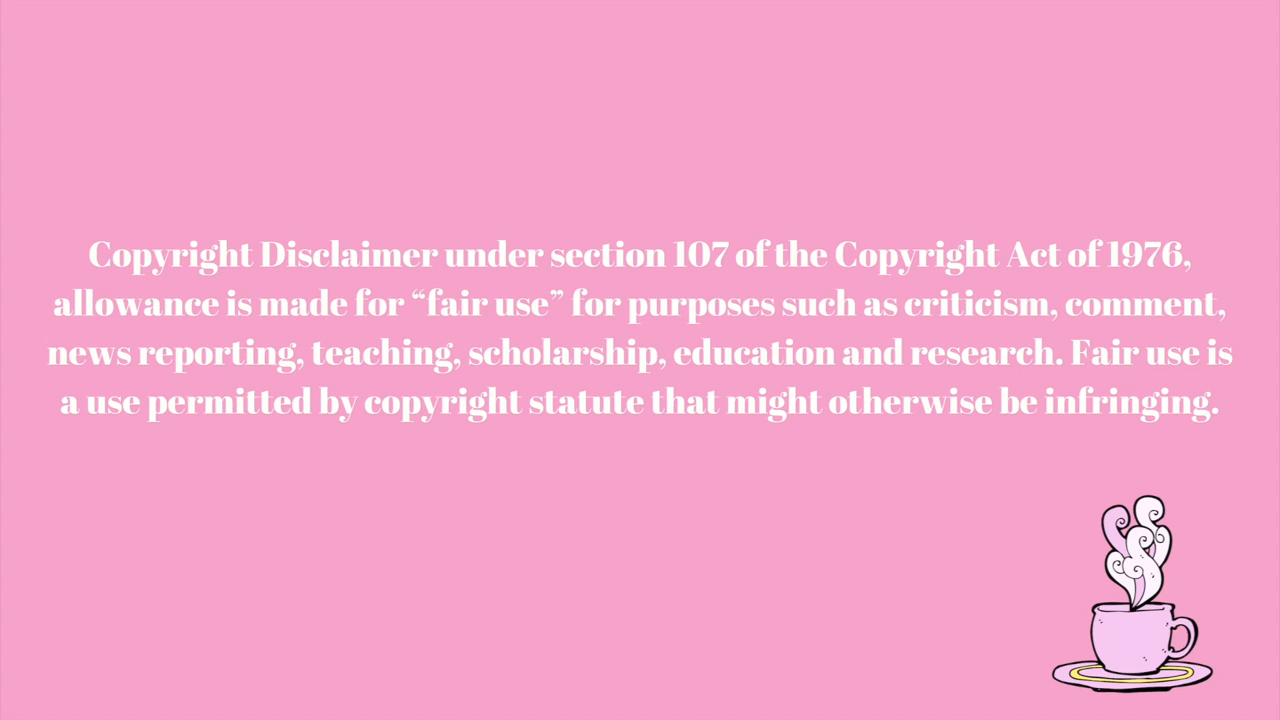 Copyright Disclaimer under section 107 of the Copyright Act of 1976,
allowance is made for “fair use” for purposes such as criticism, comment,
news reporting, teaching, scholarship, education and research. Fair use is
a use permitted by copyright statute that might otherwise be infringing.